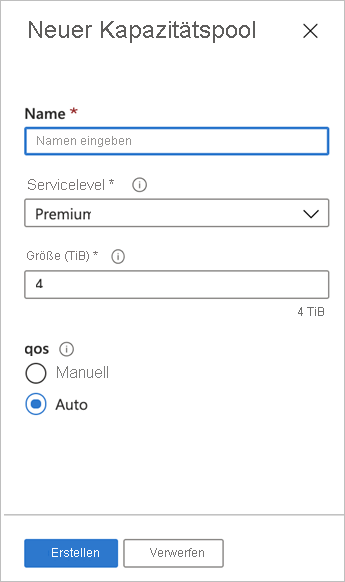 Neuer Kapazitätspool
Name *
Namen eingeben
Servicelevel *
Premium
Größe (TiB) *
4
4 TiB
qos
Manuell
Auto
Erstellen
Verwerfen